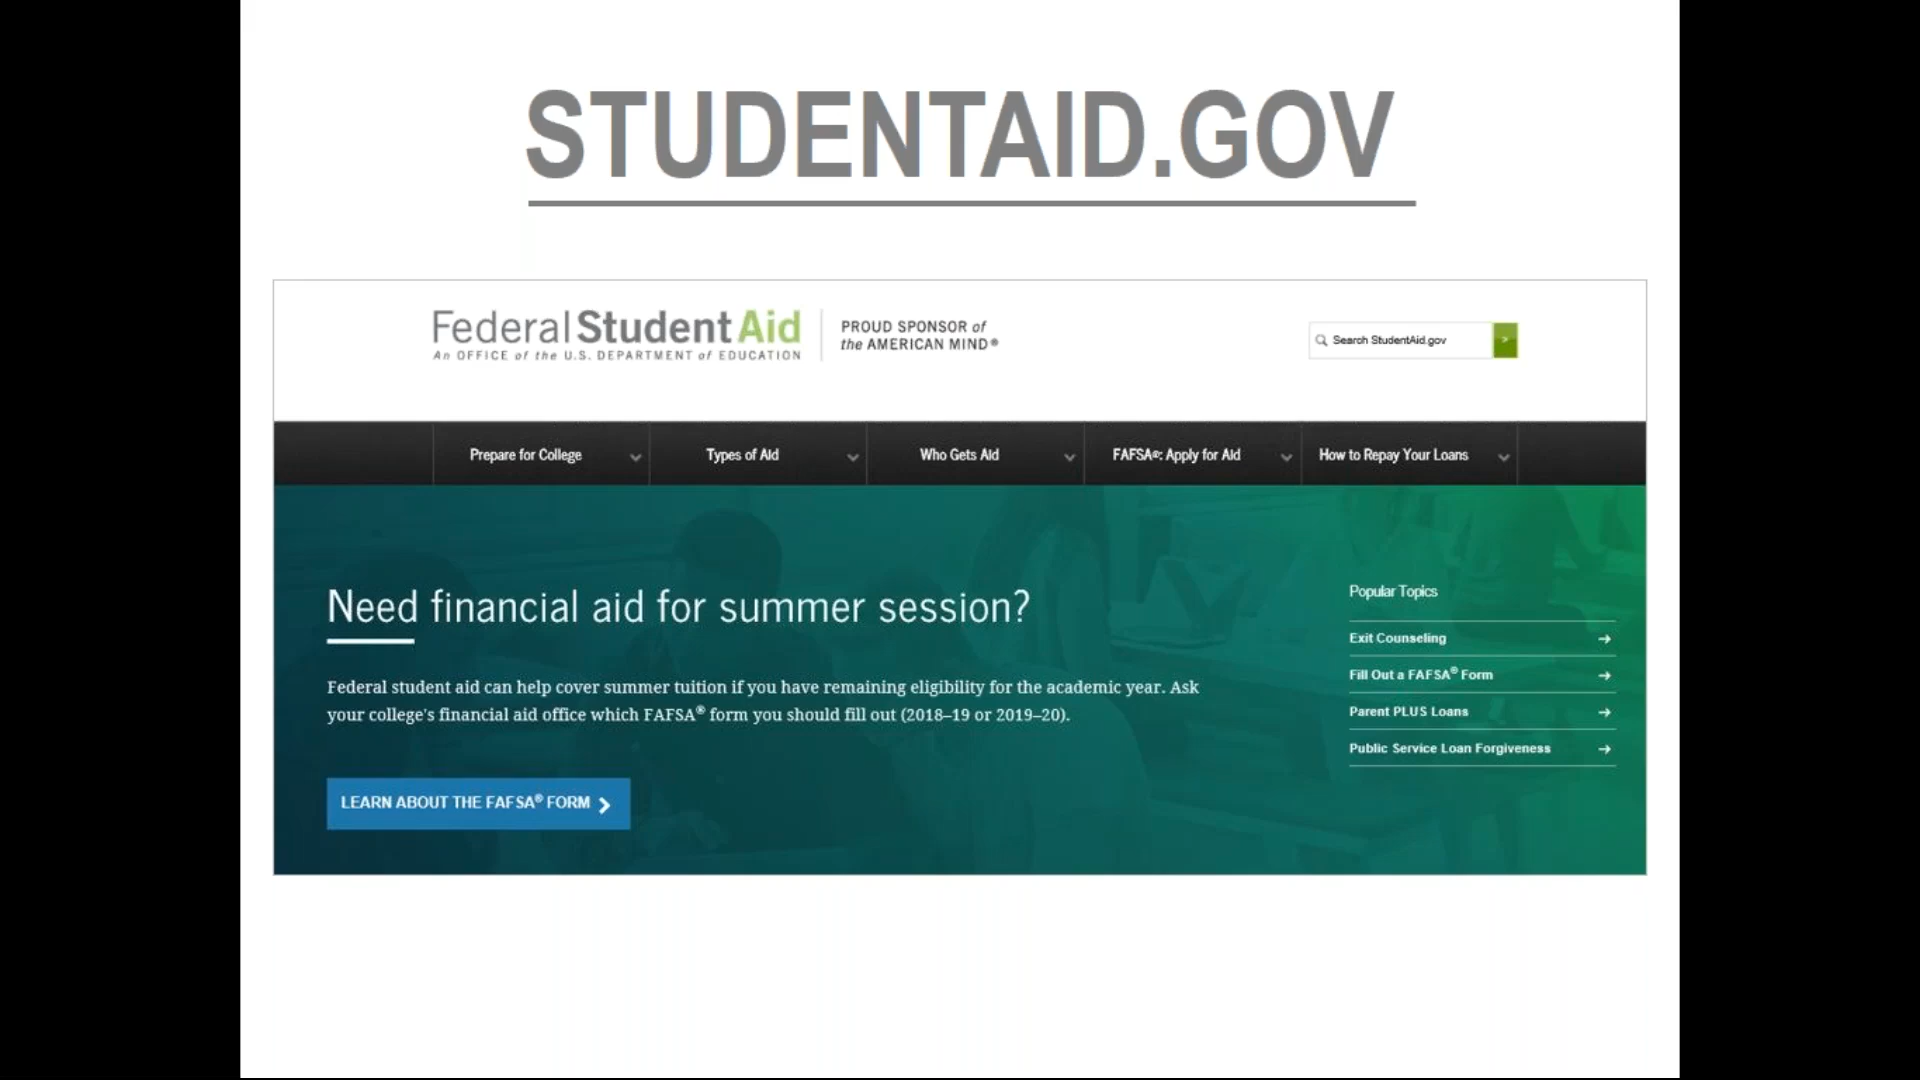 STUDENTAID.GOV
Federal Student Aid
An OFFICE of the U.S. DEPARTMENT of EDUCATION
PROUD SPONSOR of
the AMERICAN MIND®
Search StudentAid.gov
>
Prepare for College
Types of Aid
Who Gets Aid
FAFSA®: Apply for Aid
How to Repay Your Loans
Need financial aid for summer session?
Federal student aid can help cover summer tuition if you have remaining eligibility for the academic year. Ask
your college's financial aid office which FAFSA® form you should fill out (2018–19 or 2019–20).
LEARN ABOUT THE FAFSA® FORM
Popular Topics
Exit Counseling
Fill Out a FAFSA® Form
Parent PLUS Loans
Public Service Loan Forgiveness